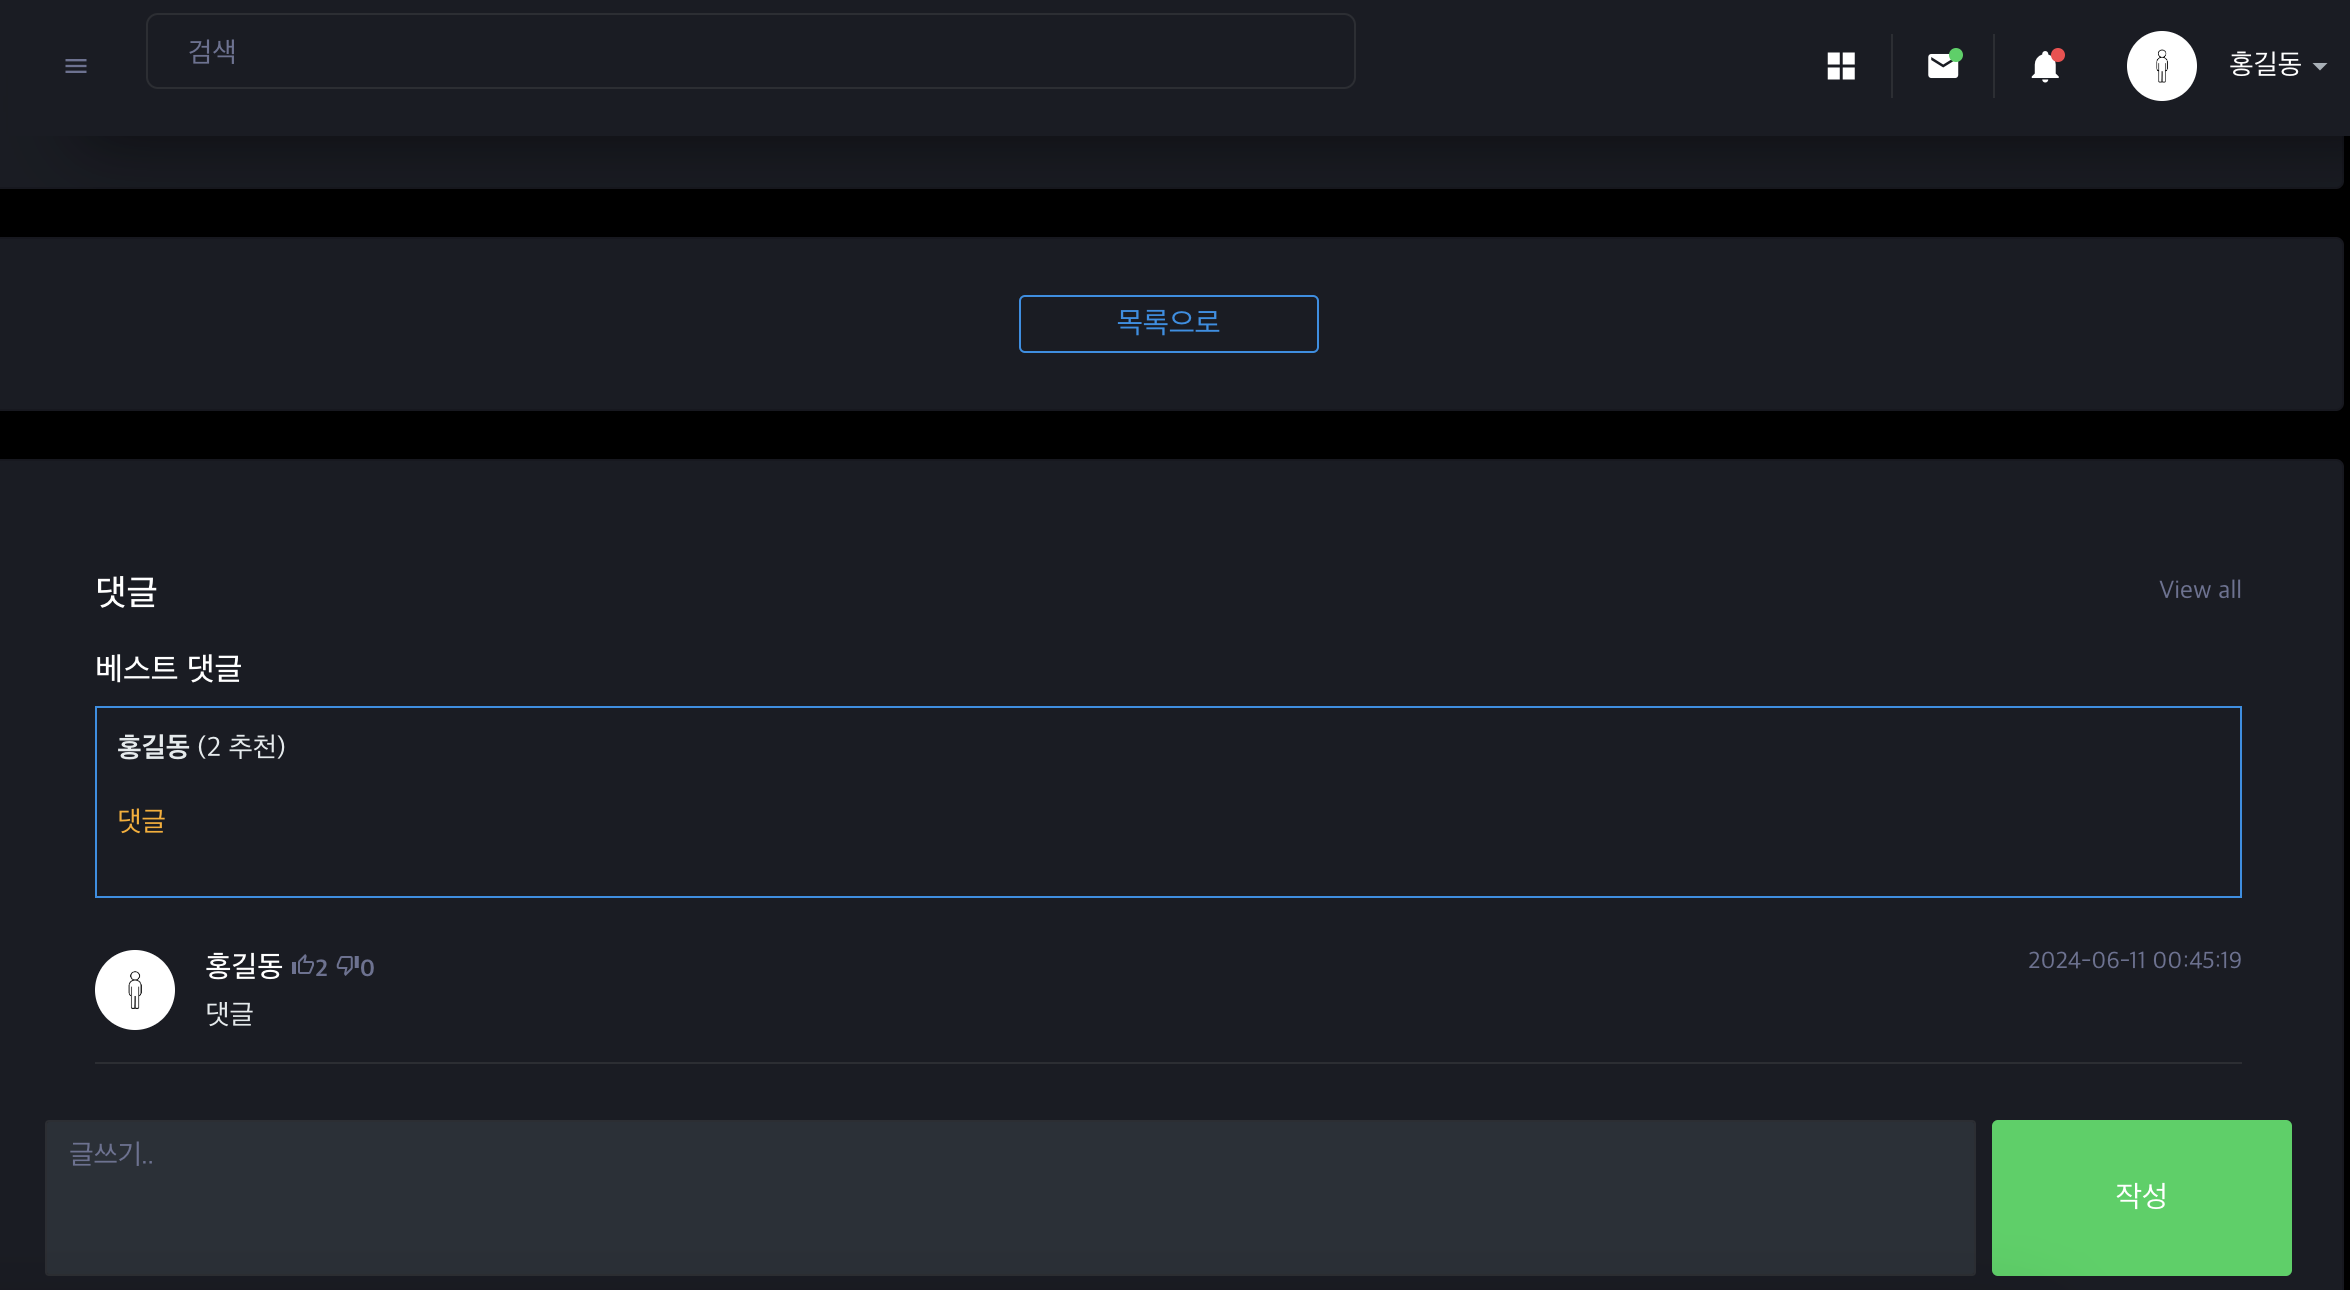 검색
홍길동
목록으로
댓글
View all
베스트 댓글
홍길동 (2 추천)
댓글
홍길동 2 0
2024-06-11 00:45:19
댓글
글쓰기..
작성